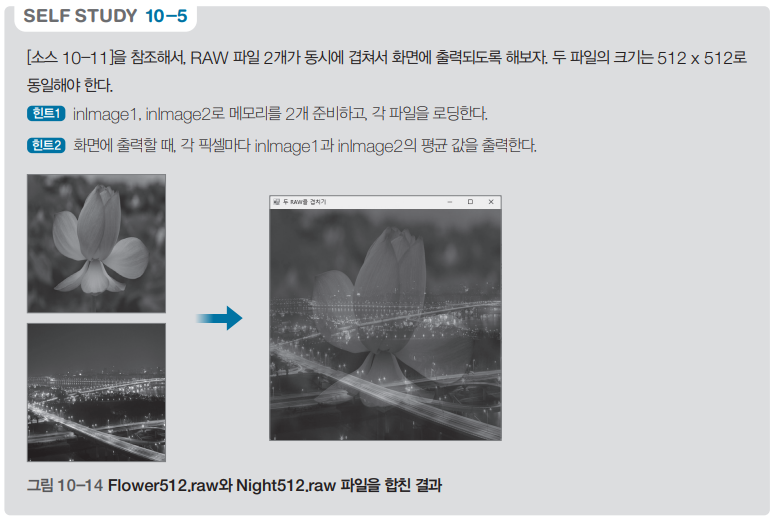 SELF STUDY 10-5
[소스 10-11]을 참조해서, RAW 파일 2개가 동시에 겹쳐서 화면에 출력되도록 해보자. 두 파일의 크기는 512 x 512로
동일해야 한다.
힌트1 inImage1, inImage2로 메모리를 2개 준비하고, 각 파일을 로딩한다.
힌트2 화면에 출력할 때, 각 픽셀마다 inImage1과 inImage2의 평균 값을 출력한다.
두 RAW를 겹치기
그림 10-14 Flower512.raw와 Night512.raw 파일을 합친 결과